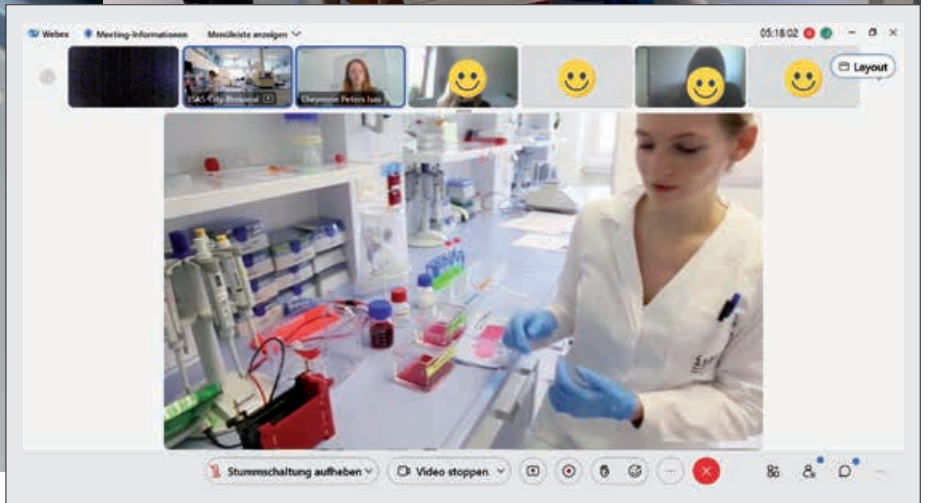 Webex Meeting-Informationen Menüleiste anzeigen 05:18:02
Layout
ISAS City Personal
Cheyenne Peters Isas
Stummschaltung aufheben
Video stoppen